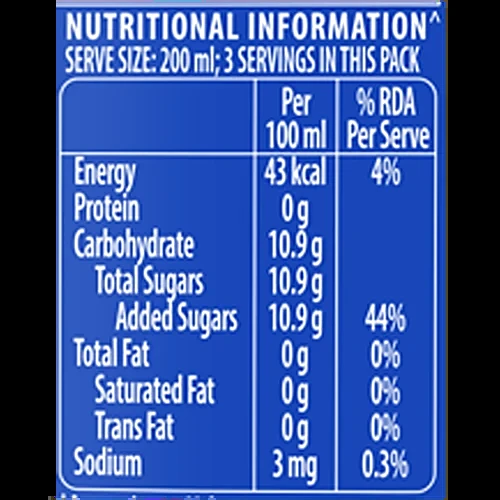 NUTRITIONAL INFORMATION^
SERVE SIZE: 200 ml; 3 SERVINGS IN THIS PACK
Per 100 ml % RDA Per Serve
Energy 43 kcal 4%
Protein 0 g
Carbohydrate 10.9 g
Total Sugars 10.9 g
Added Sugars 10.9 g 44%
Total Fat 0 g 0%
Saturated Fat 0 g 0%
Trans Fat 0 g 0%
Sodium 3 mg 0.3%